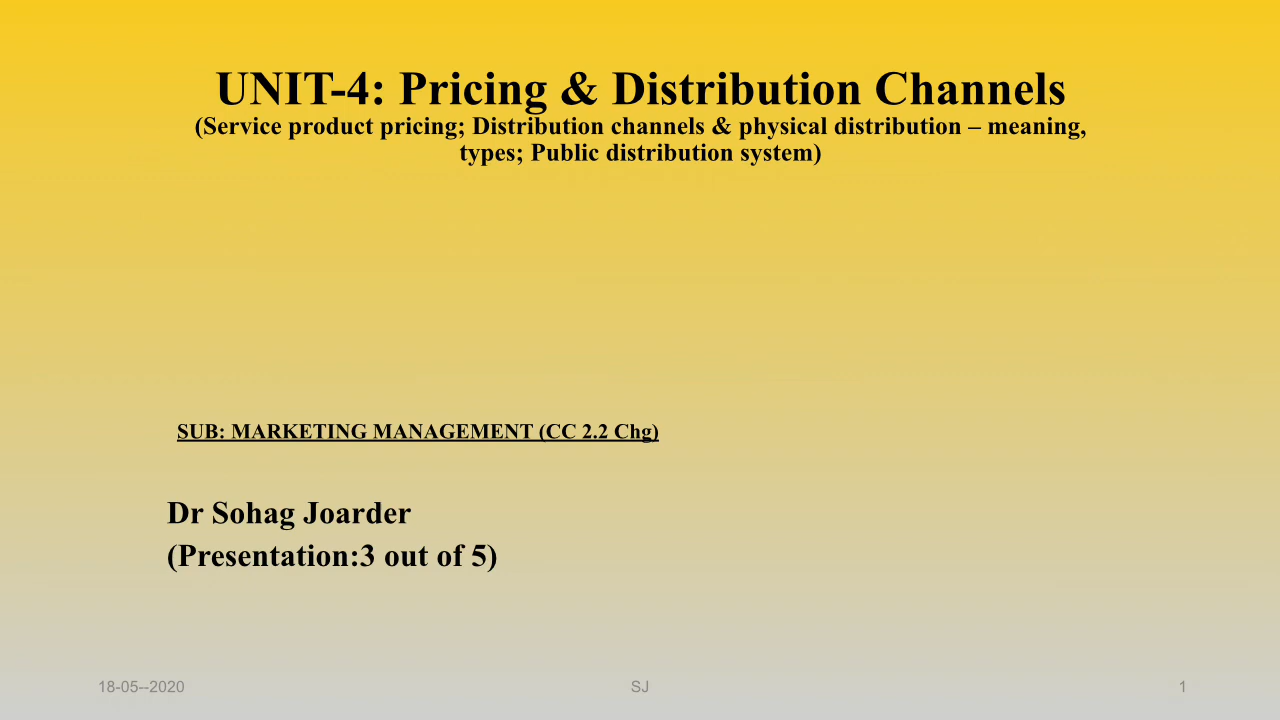 UNIT-4: Pricing & Distribution Channels
(Service product pricing; Distribution channels & physical distribution – meaning,
types; Public distribution system)
SUB: MARKETING MANAGEMENT (CC 2.2 Chg)
Dr Sohag Joarder
(Presentation:3 out of 5)
18-05--2020
SJ
1